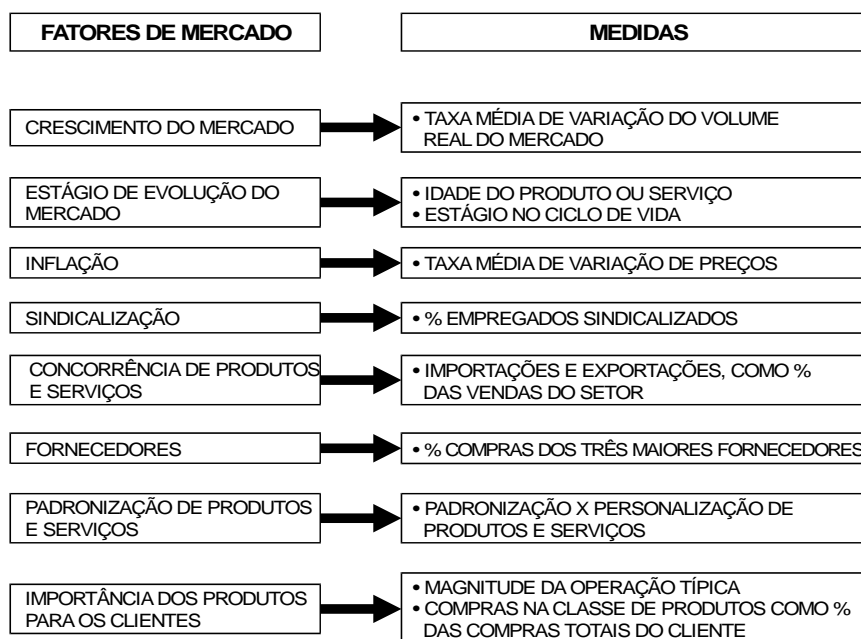 FATORES DE MERCADO
MEDIDAS
CRESCIMENTO DO MERCADO
• TAXA MÉDIA DE VARIAÇÃO DO VOLUME
REAL DO MERCADO
ESTÁGIO DE EVOLUÇÃO DO
MERCADO
• IDADE DO PRODUTO OU SERVIÇO
• ESTÁGIO NO CICLO DE VIDA
INFLAÇÃO
• TAXA MÉDIA DE VARIAÇÃO DE PREÇOS
SINDICALIZAÇÃO
• % EMPREGADOS SINDICALIZADOS
CONCORRÊNCIA DE PRODUTOS
E SERVIÇOS
• IMPORTAÇÕES E EXPORTAÇÕES, COMO %
DAS VENDAS DO SETOR
FORNECEDORES
• % COMPRAS DOS TRÊS MAIORES FORNECEDORES
PADRONIZAÇÃO DE PRODUTOS
E SERVIÇOS
• PADRONIZAÇÃO X PERSONALIZAÇÃO DE
PRODUTOS E SERVIÇOS
IMPORTÂNCIA DOS PRODUTOS
PARA OS CLIENTES
• MAGNITUDE DA OPERAÇÃO TÍPICA
• COMPRAS NA CLASSE DE PRODUTOS COMO %
DAS COMPRAS TOTAIS DO CLIENTE